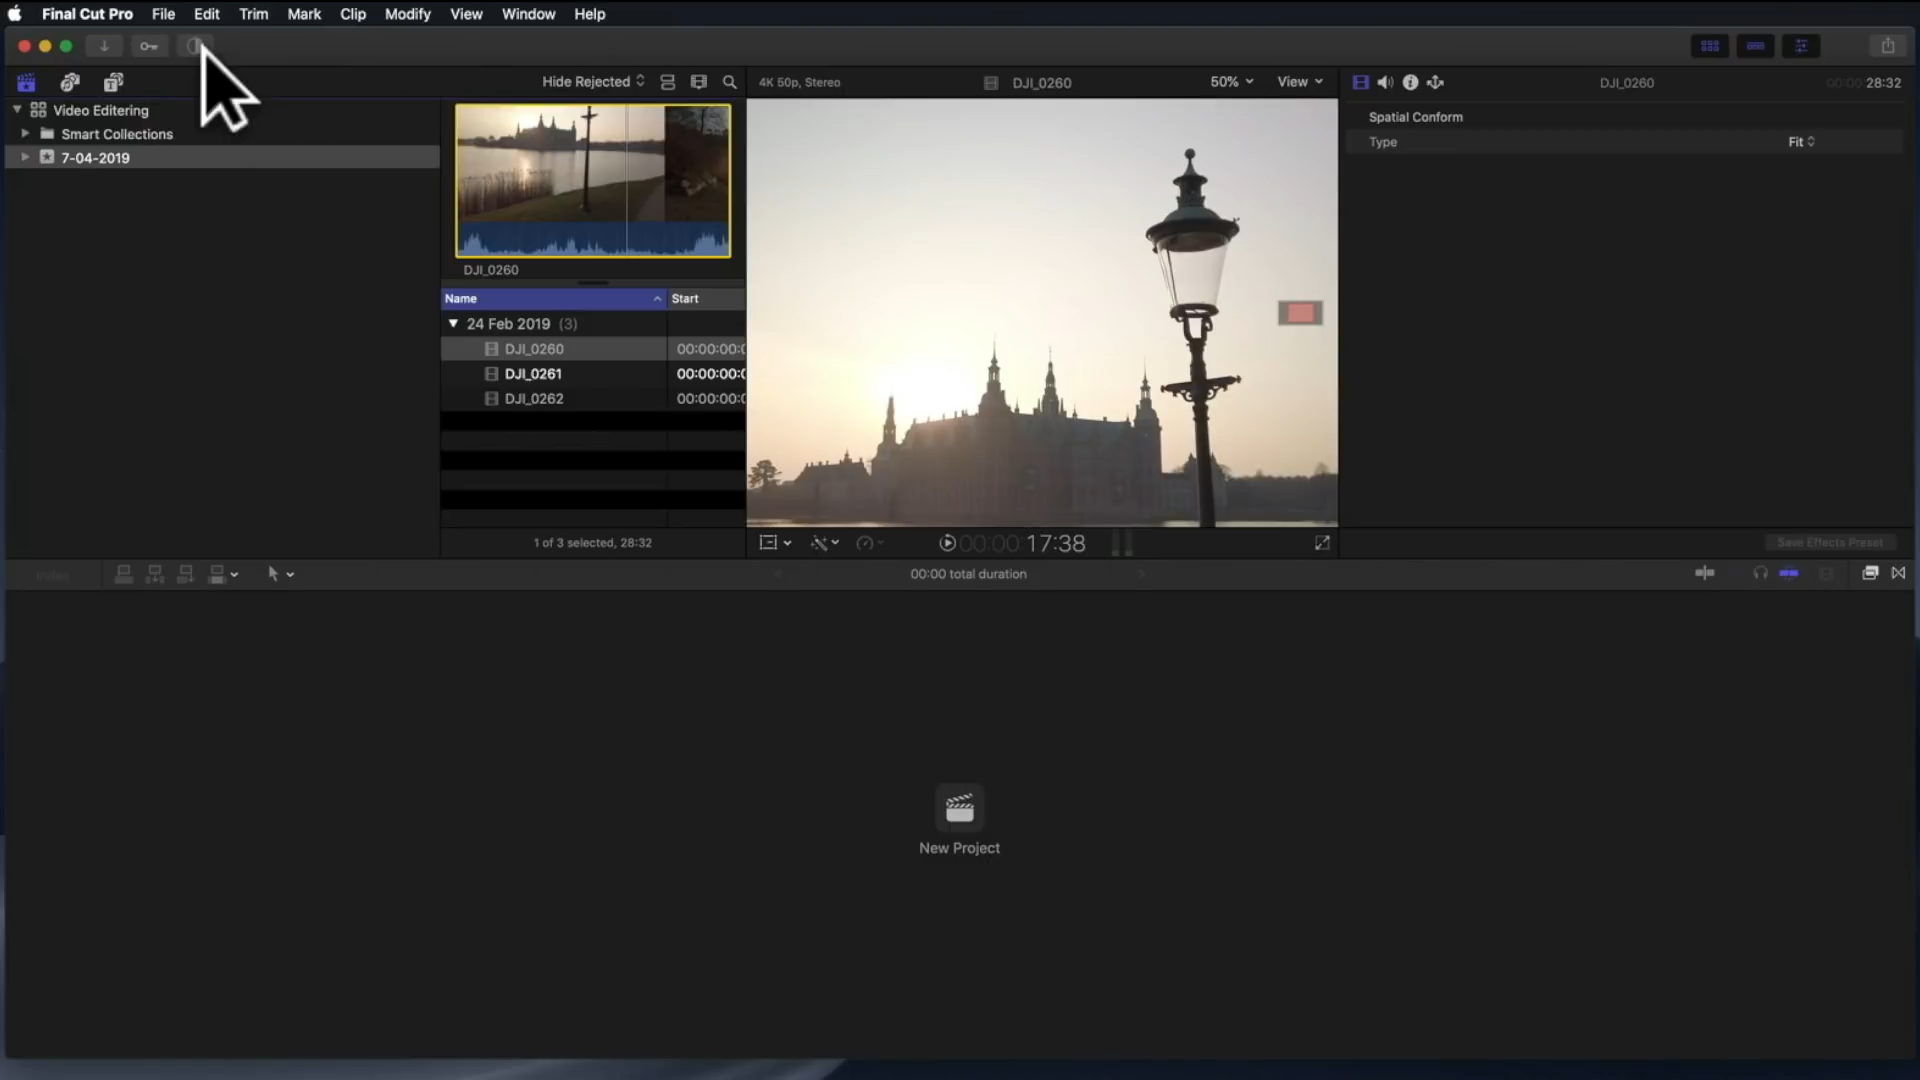 Final Cut Pro File Edit Trim Mark Clip Modify View Window Help
Hide Rejected
4K 50p, Stereo
DJI_0260
50%
View
DJI_0260
00:00 28:32
Video Editering
Smart Collections
7-04-2019
DJI_0260
Name Start
24 Feb 2019 (3)
DJI_0260 00:00:00:0
DJI_0261 00:00:00:0
DJI_0262 00:00:00:0
1 of 3 selected, 28:32
00:00 17:38
Spatial Conform
Type Fit
Save Effects Preset
Index
00:00 total duration
New Project